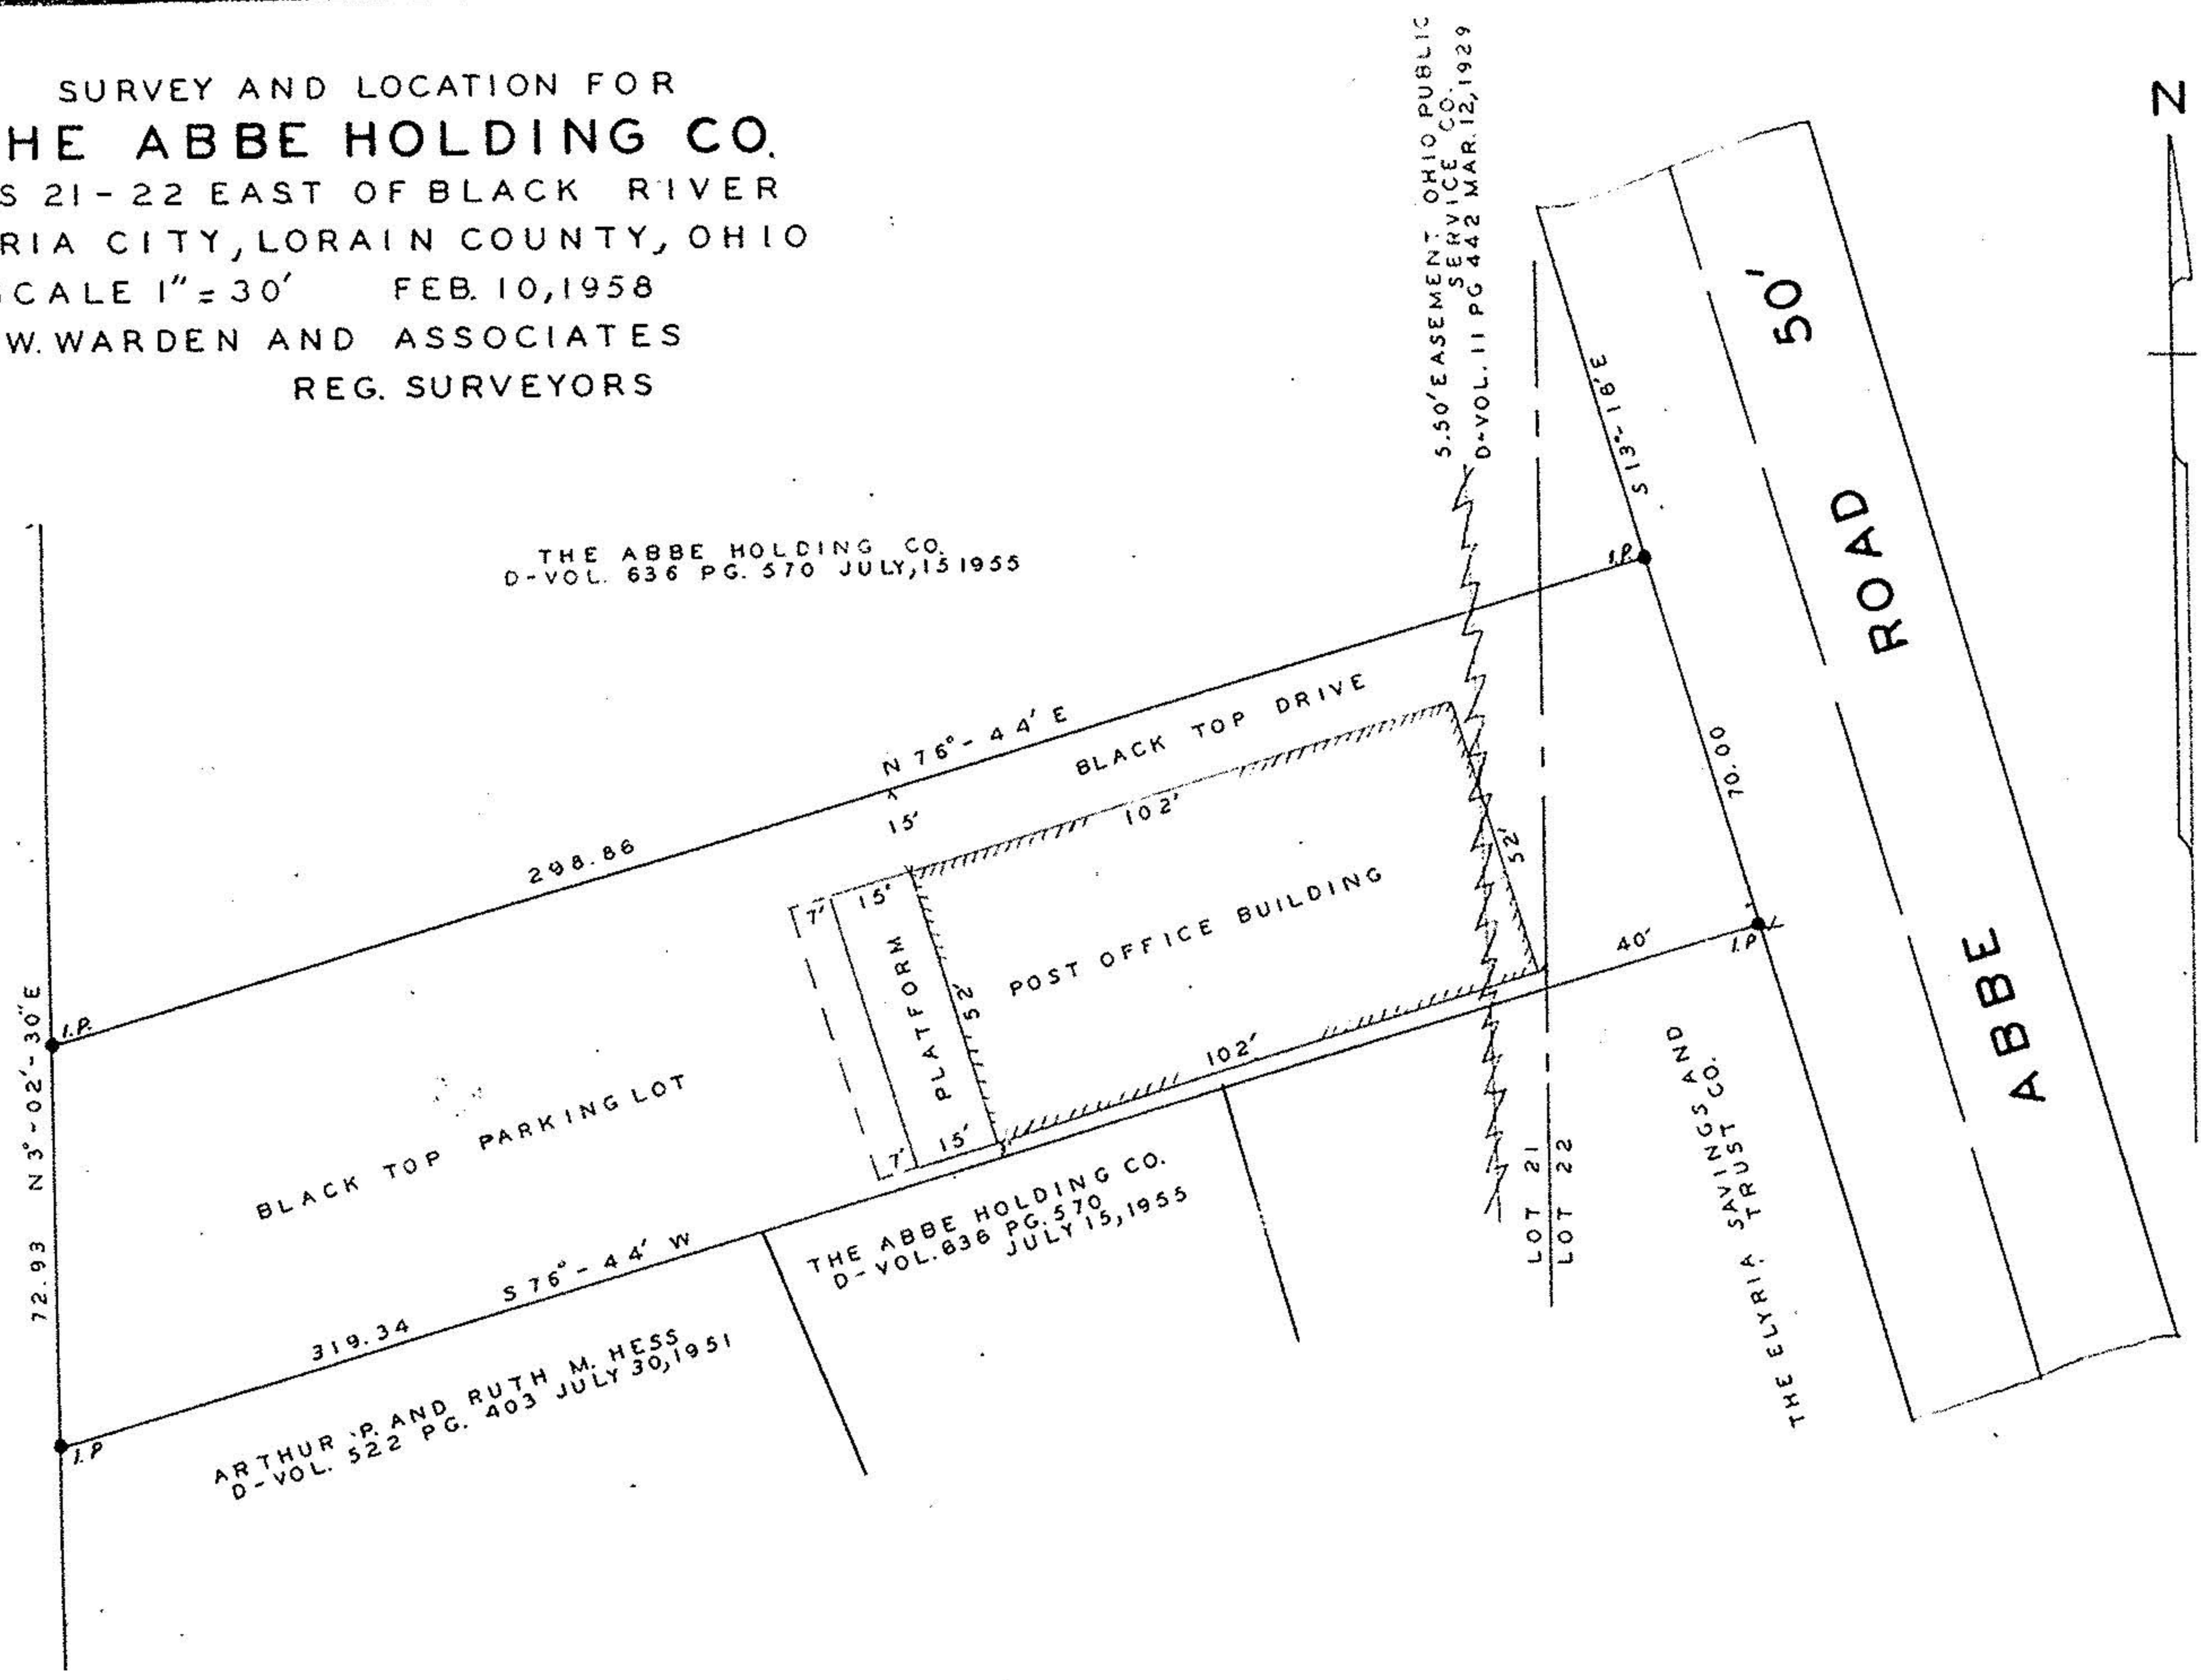 SURVEY AND LOCATION FOR
HE ABBE HOLDING CO.
S 21-22 EAST OF BLACK RIVER
RIA CITY, LORAIN COUNTY, OHIO
SCALE 1"=30' FEB. 10,1958
W. WARDEN AND ASSOCIATES
REG. SURVEYORS
5.50' EASEMENT OHIO PUBLIC
SERVICE CO.
D-VOL. 11 PG 442 MAR. 12, 1929
N
50'
S 13°-16' E
ROAD
THE ABBE HOLDING CO.
D-VOL. 636 PG. 570 JULY, 15 1955
I.P.
N 76°-44' E
BLACK TOP DRIVE
70.00
102'
15'
298.86
52'
7'
15'
PLATFORM
52'
POST OFFICE BUILDING
40'
I.P.
ABBE
I.P.
72.93 N 3°-02'-30" E
BLACK TOP PARKING LOT
102'
7'
15'
THE ABBE HOLDING CO.
D-VOL. 636 PG. 570
JULY 15, 1955
LOT 21
LOT 22
THE ELYRIA SAVINGS AND
TRUST CO.
S 76°-44' W
319.34
ARTHUR P. AND RUTH M. HESS
D-VOL. 522 PG. 403 JULY 30, 1951
I.P